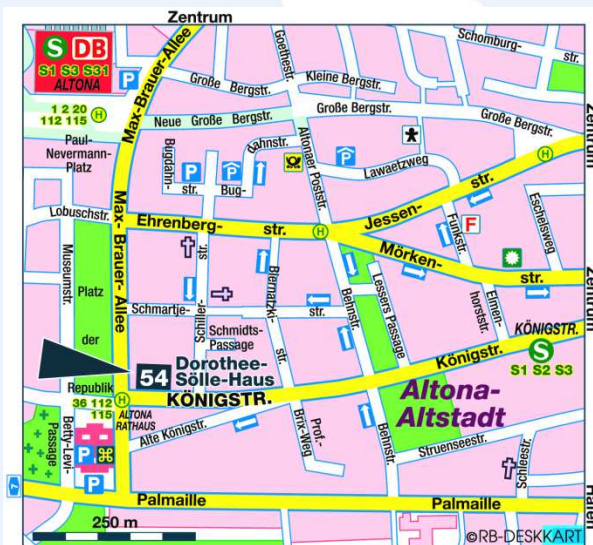 Zentrum
S DB
S1 S3 S31
ALTONA
P
1 2 20
112 115
H
Max-Brauer-Allee
Goethestr.
Schomburg-
str.
Große Bergstr.
Kleine Bergstr.
Große Bergstr.
Große Bergstr.
Neue Große Bergstr.
Zentrum
Paul-
Nevermann-
Platz
Bugdahn-
str.
Bug-
dahnstr.
P
P
P
Altonaer Poststr.
Lawaetzweg
H
Lobuschstr.
Ehrenberg-
str.
H
Jessen-
str.
Funkstr.
F
Eschelsweg
Mörken-
str.
Zentrum
Max- Brauer- Allee
Museumstr.
Platz
der
Republik
Schiller-
str.
Biernatzki-
str.
Schmartje-
str.
Schmidts-
Passage
Behnstr.
Lessers Passage
Elmen-
horststr.
KÖNIGSTR.
S
S1 S2 S3
54
Dorothee-
Sölle-Haus
KÖNIGSTR.
Königstr.
36 112
115
H
ALTONA
RATHAUS
Altona-
Altstadt
Alte Königstr.
Prof.-
Brix-Weg
Behnstr.
Struenseestr.
Schleestr.
Betty-Levi-
Passage
P
P
Palmaille
Palmaille
Hafen
250 m
©RB-DESKKART